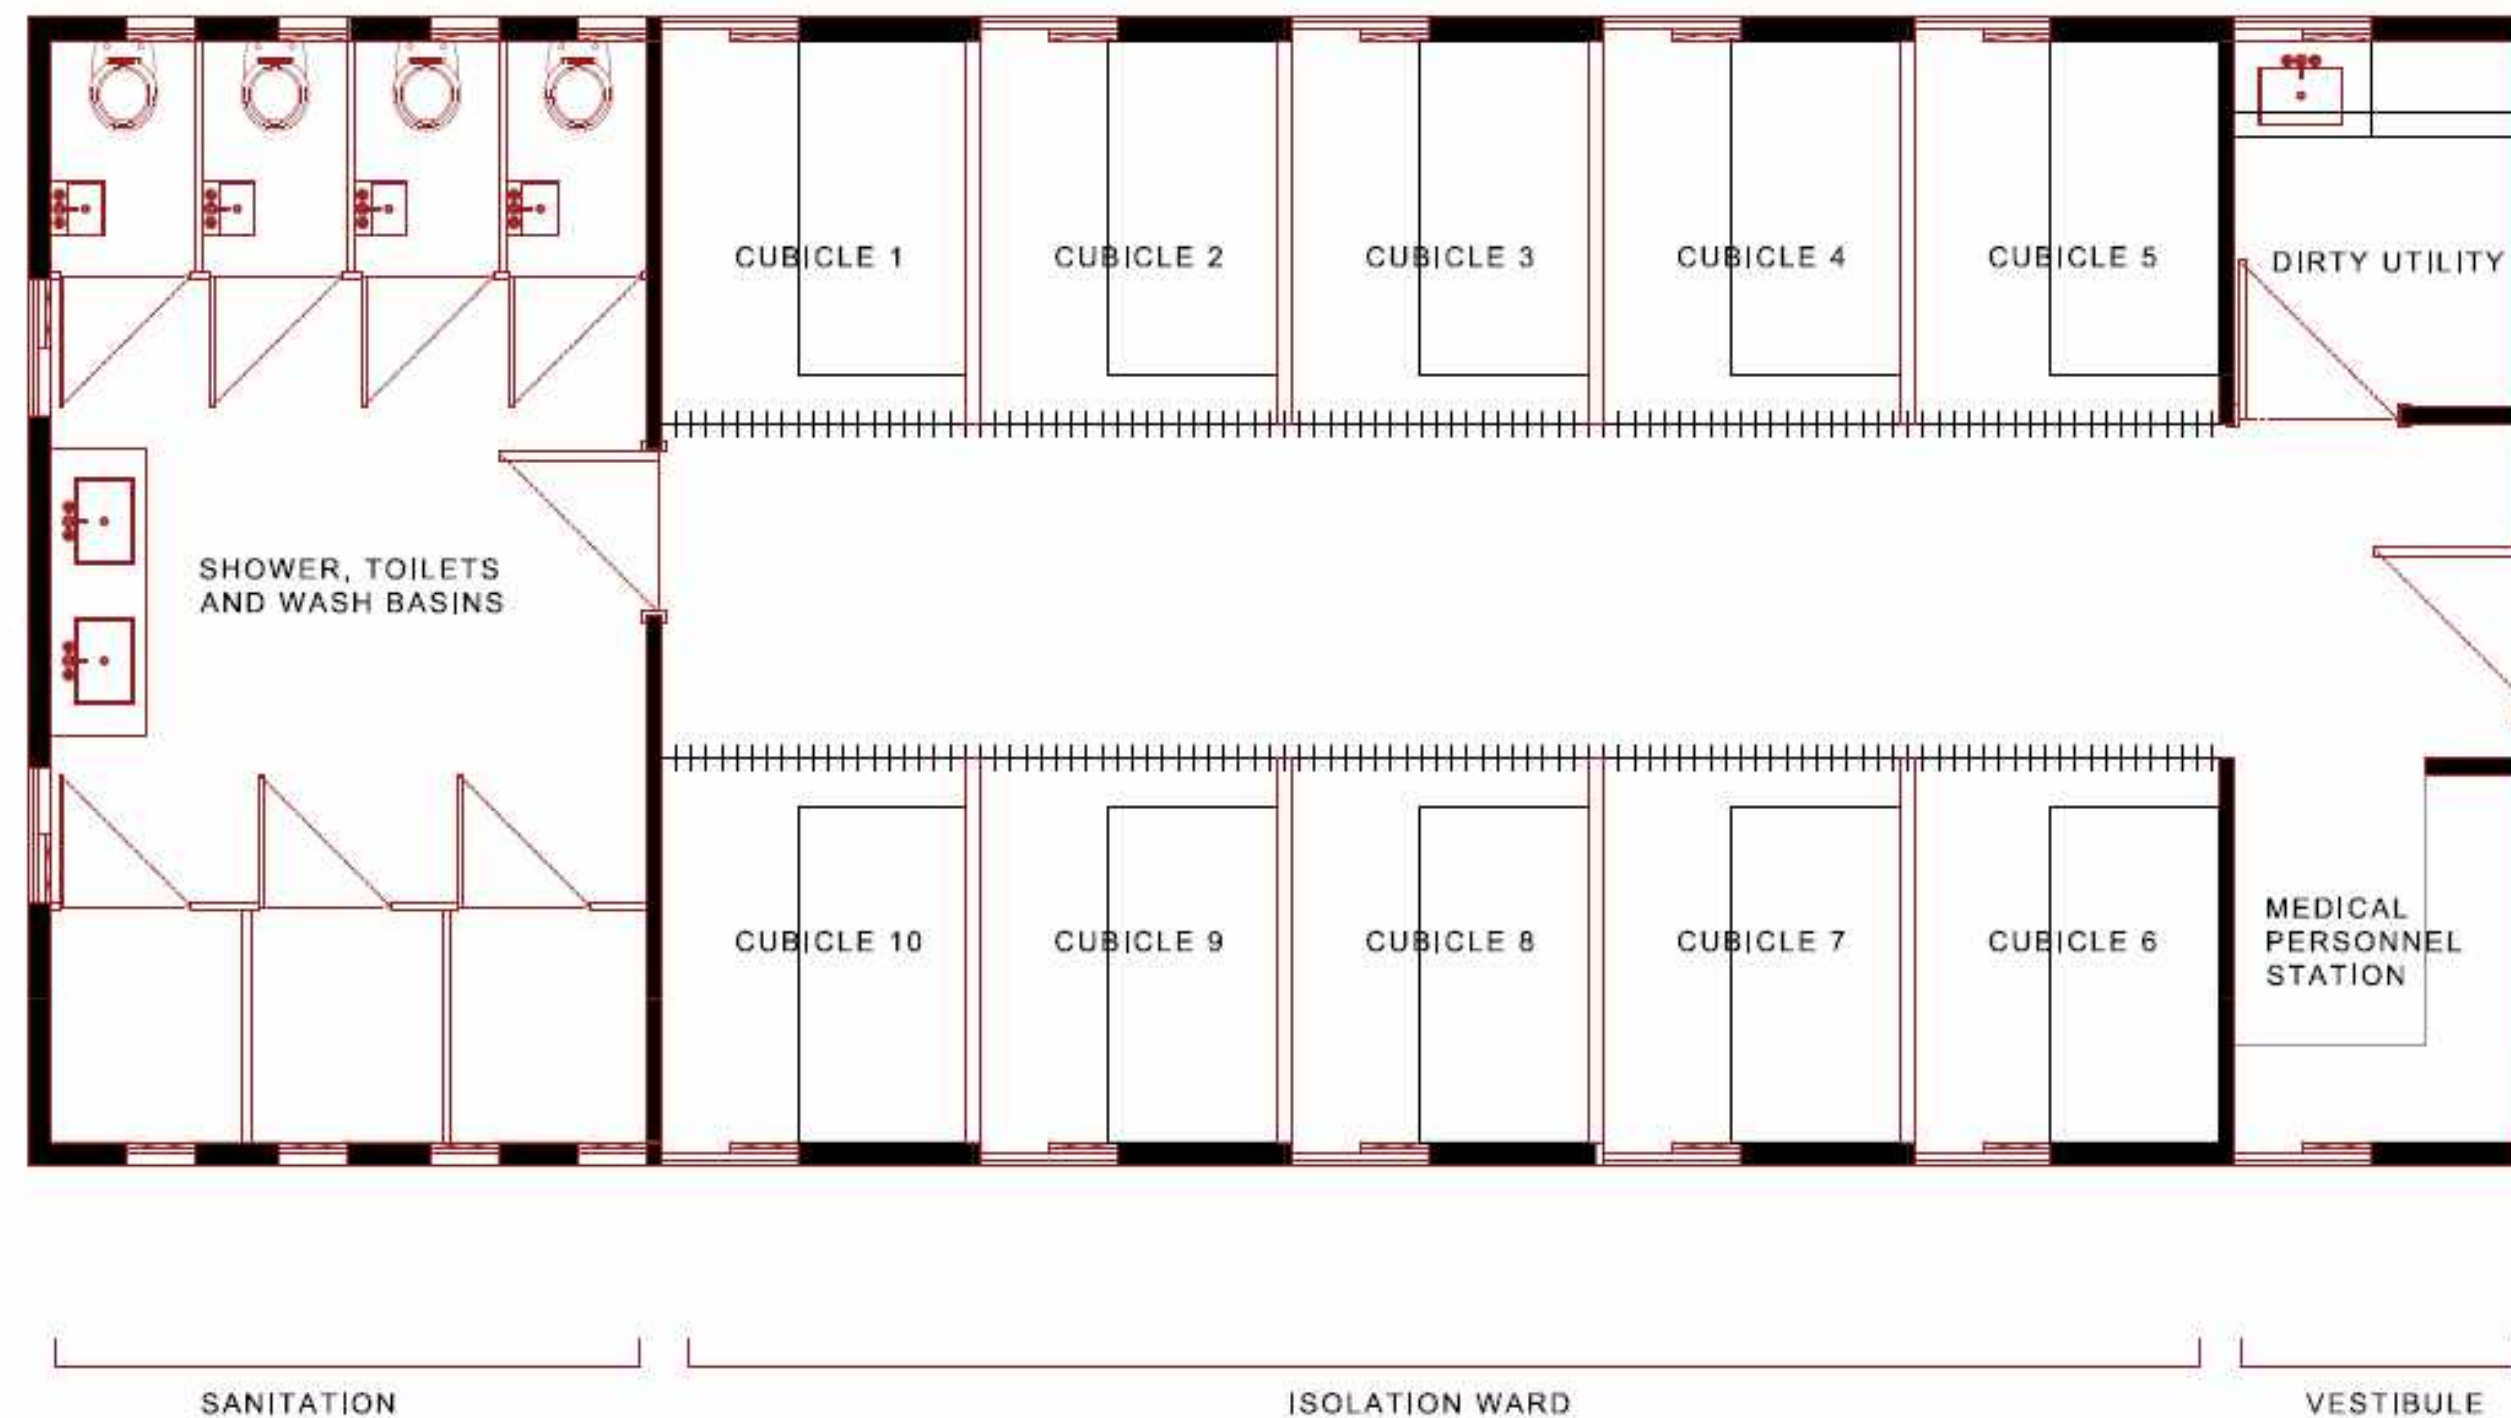 CUBICLE 1
CUBICLE 2
CUBICLE 3
CUBICLE 4
CUBICLE 5
DIRTY UTILITY
SHOWER, TOILETS
AND WASH BASINS
CUBICLE 10
CUBICLE 9
CUBICLE 8
CUBICLE 7
CUBICLE 6
MEDICAL
PERSONNEL
STATION
SANITATION
ISOLATION WARD
VESTIBULE